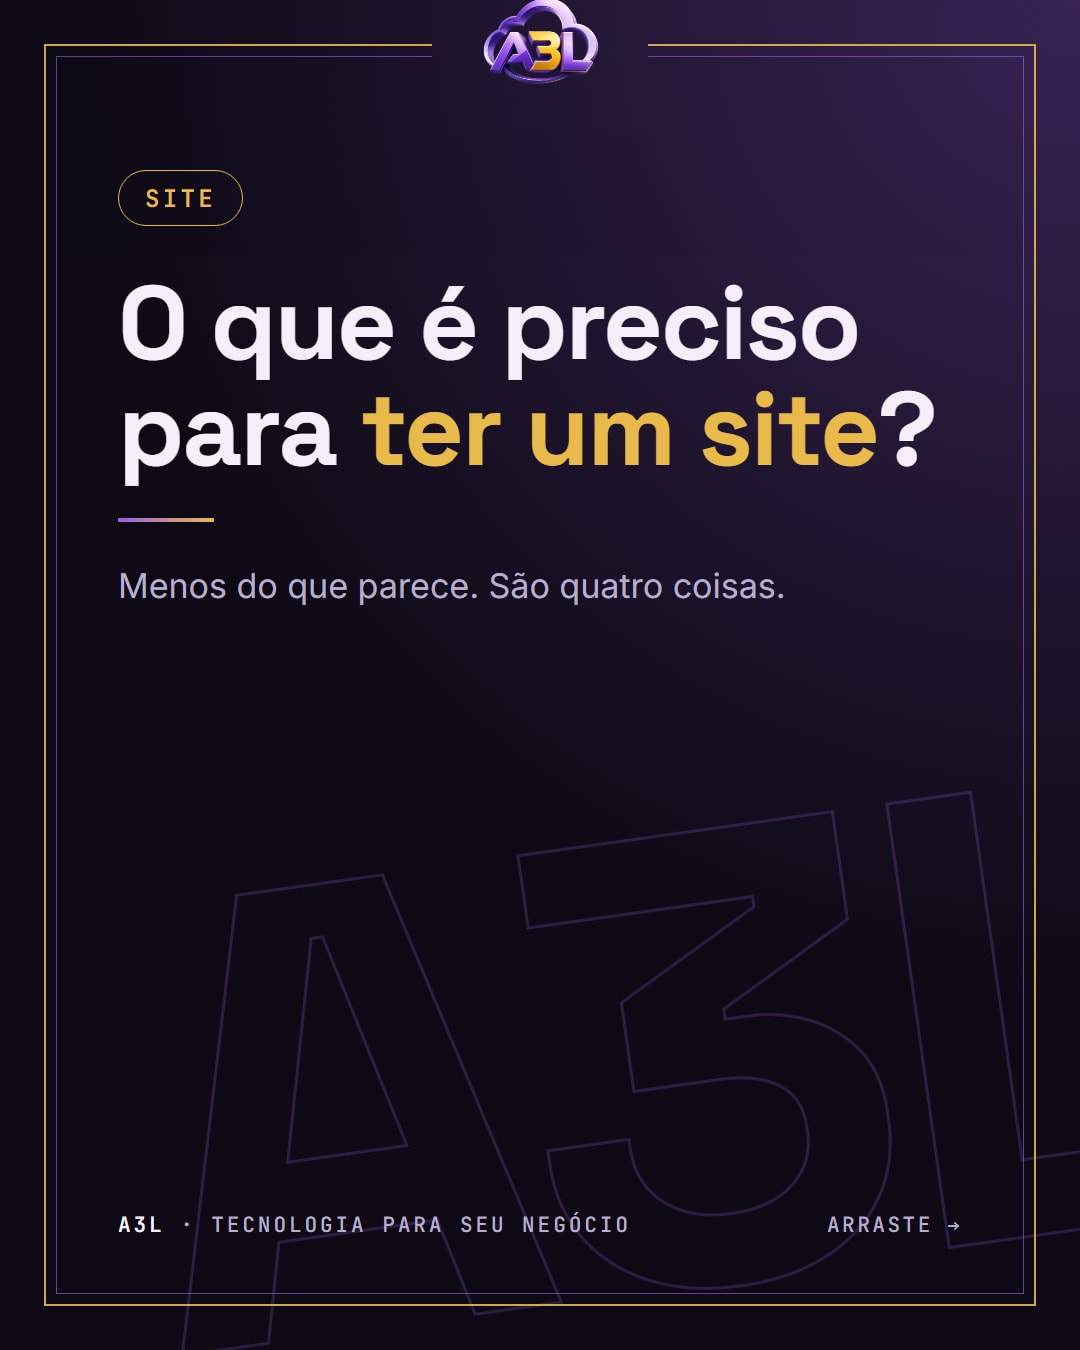 A3L
SITE
O que é preciso
para ter um site?
Menos do que parece. São quatro coisas.
A3L
A3L · TECNOLOGIA PARA SEU NEGÓCIO
ARRASTE →